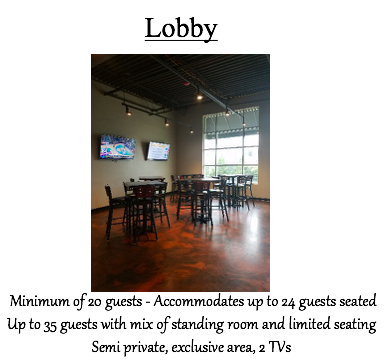 Lobby
Minimum of 20 guests - Accommodates up to 24 guests seated
Up to 35 guests with mix of standing room and limited seating
Semi private, exclusive area, 2 TVs